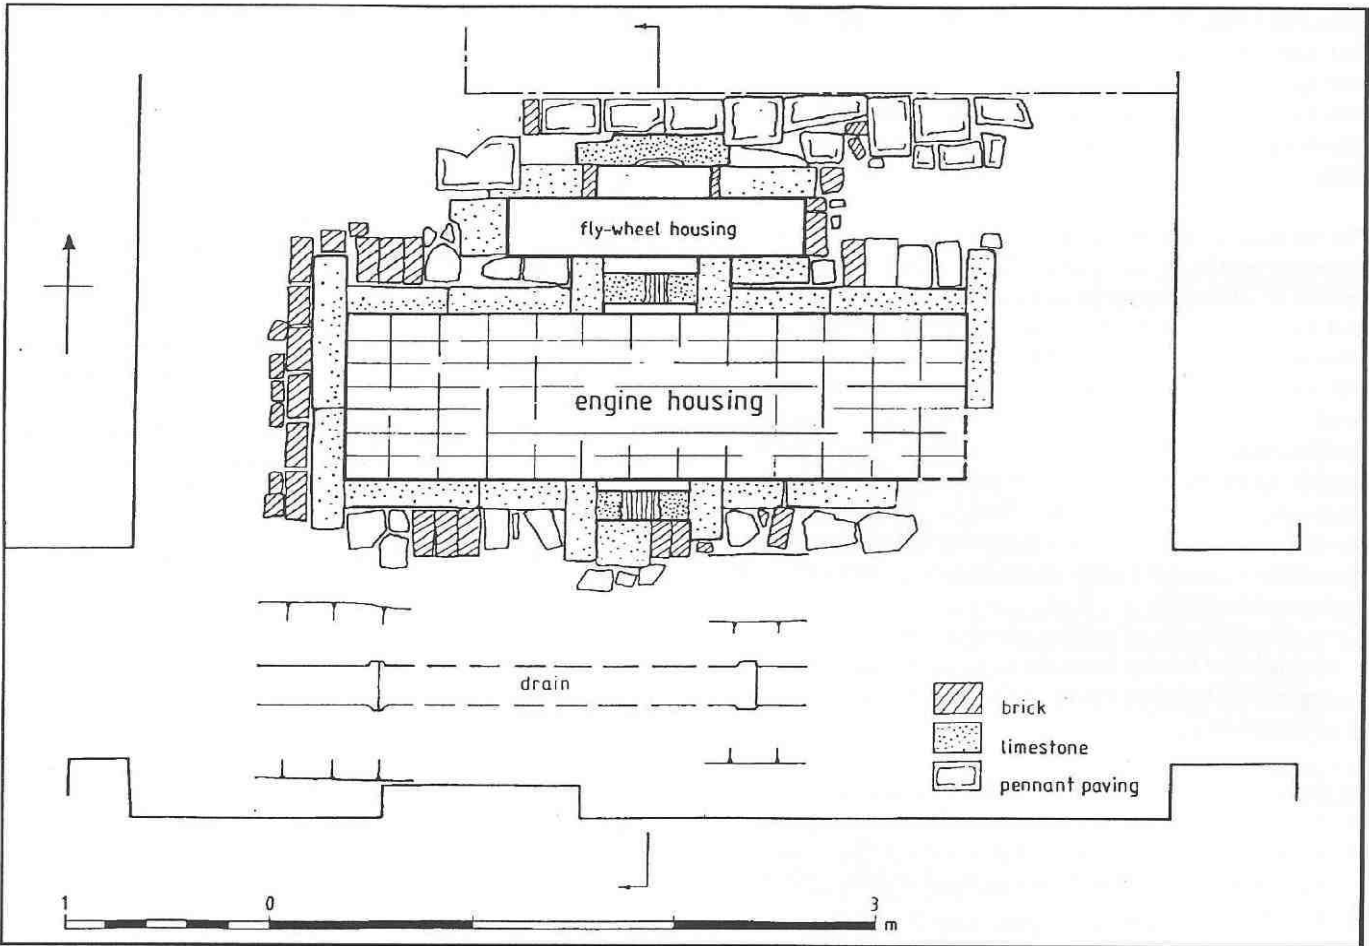 fly-wheel housing
engine housing
drain
brick
limestone
pennant paving
1 0 3
m